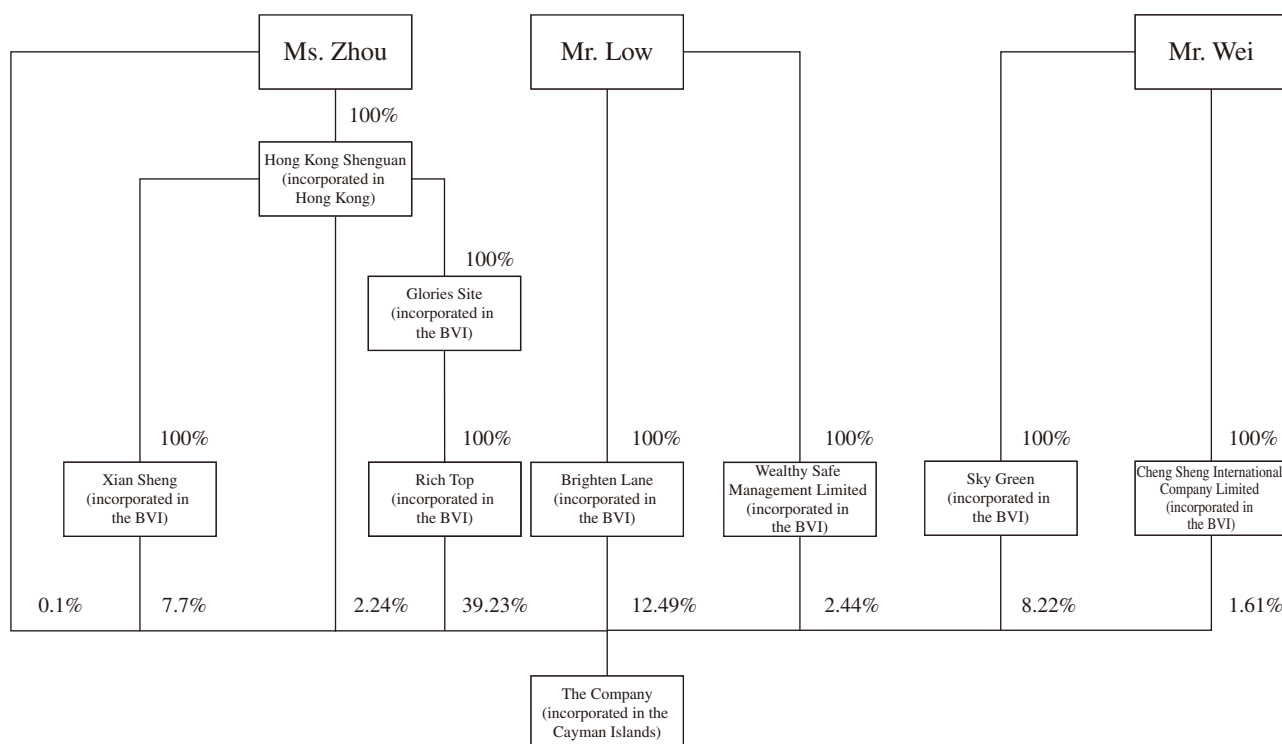 Ms. Zhou
Mr. Low
Mr. Wei
100%
Hong Kong Shenguan
(incorporated in
Hong Kong)
100%
Glories Site
(incorporated in
the BVI)
100%
100%
100%
100%
100%
100%
Xian Sheng
(incorporated in
the BVI)
Rich Top
(incorporated in
the BVI)
Brighten Lane
(incorporated in
the BVI)
Wealthy Safe
Management Limited
(incorporated in
the BVI)
Sky Green
(incorporated in
the BVI)
Cheng Sheng International
Company Limited
(incorporated in
the BVI)
0.1%
7.7%
2.24%
39.23%
12.49%
2.44%
8.22%
1.61%
The Company
(incorporated in the
Cayman Islands)